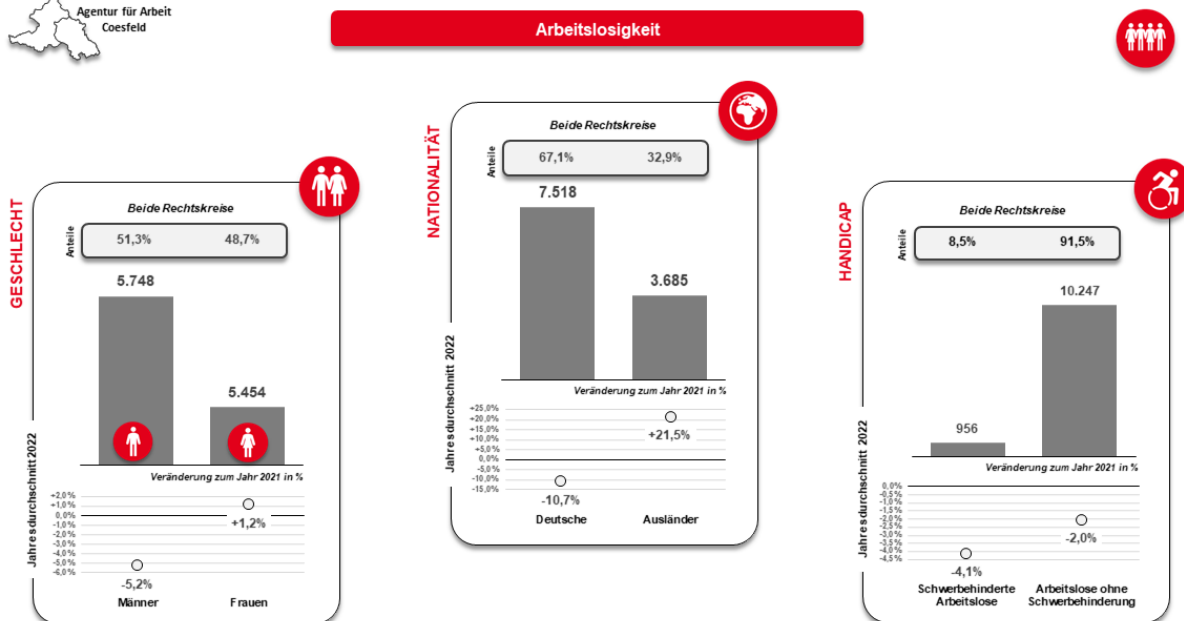 Agentur für Arbeit
Coesfeld
Arbeitslosigkeit
GESCHLECHT
Beide Rechtskreise
Anteile
51,3% 48,7%
5.748
5.454
Jahresdurchschnitt 2022
Veränderung zum Jahr 2021 in %
+2,0%
+1,0%
0,0%
-1,0%
-2,0%
-3,0%
-4,0%
-5,0%
-6,0%
+1,2%
-5,2%
Männer Frauen
NATIONALITÄT
Beide Rechtskreise
Anteile
67,1% 32,9%
7.518
3.685
Jahresdurchschnitt 2022
Veränderung zum Jahr 2021 in %
+25,0%
+20,0%
+15,0%
+10,0%
+5,0%
0,0%
-5,0%
-10,0%
-15,0%
+21,5%
-10,7%
Deutsche Ausländer
HANDICAP
Beide Rechtskreise
Anteile
8,5% 91,5%
10.247
956
Jahresdurchschnitt 2022
Veränderung zum Jahr 2021 in %
0,0%
-0,5%
-1,0%
-1,5%
-2,0%
-2,5%
-3,0%
-3,5%
-4,0%
-4,5%
-2,0%
-4,1%
Schwerbehinderte Arbeitslose ohne
Arbeitslose Schwerbehinderung